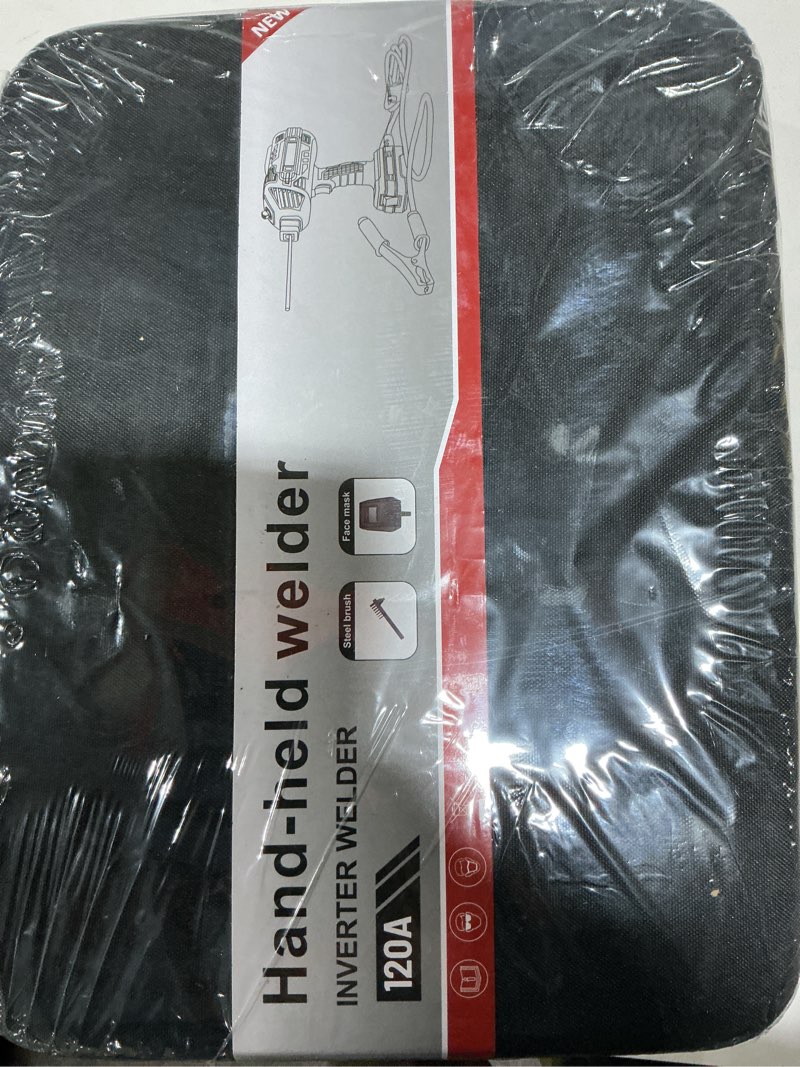 NEW
Hand-held welder
INVERTER WELDER
120A
Steel brush
Face mask